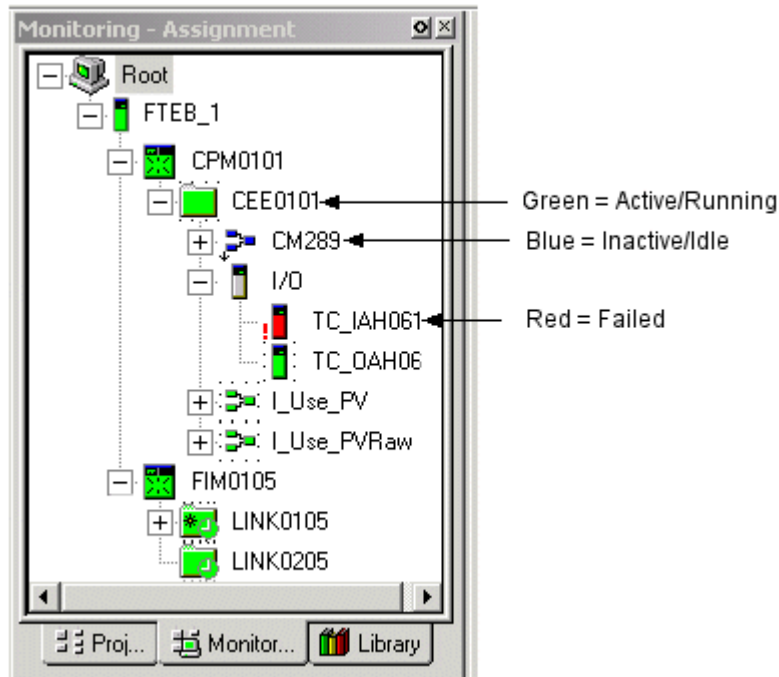 Monitoring - Assignment
Root
FTEB_1
CPM0101
CEE0101
Green = Active/Running
CM289
Blue = Inactive/Idle
I/O
TC_IAH061
Red = Failed
TC_OAH06
I_Use_PV
I_Use_PVRaw
FIM0105
LINK0105
LINK0205
Proj... Monitor... Library